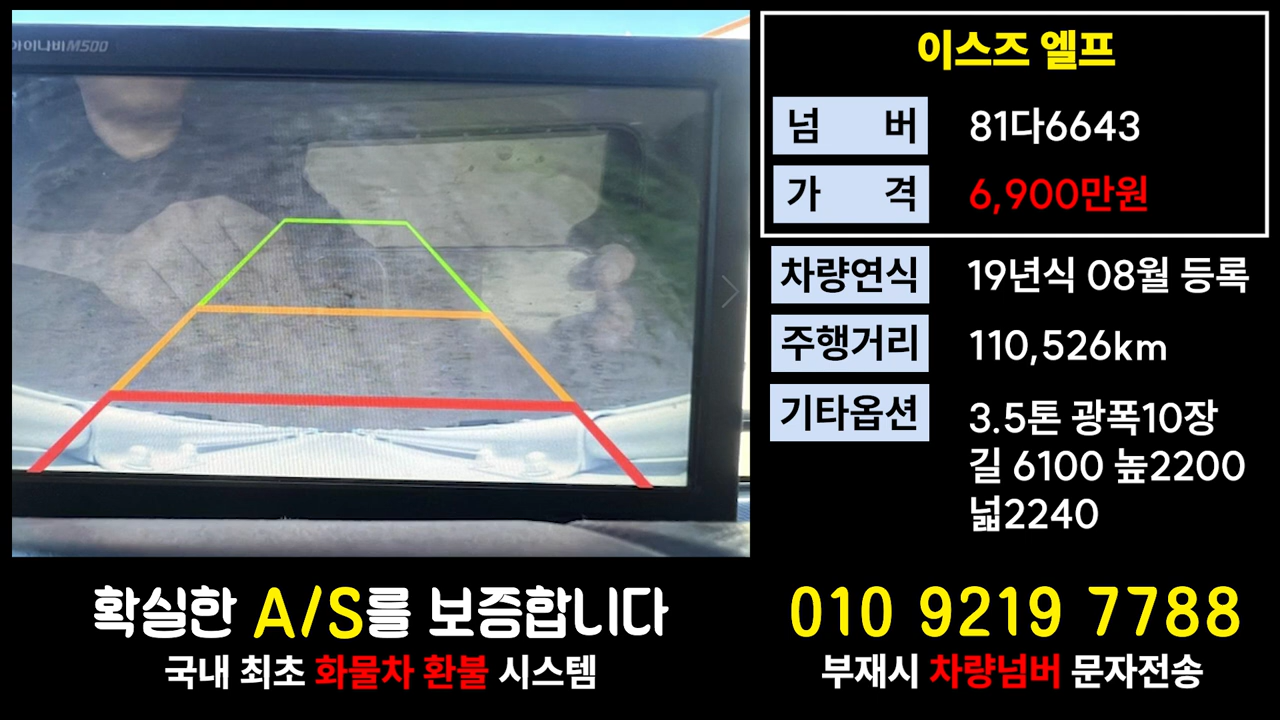 아이나비 M500
이스즈 엘프
넘 버 81다6643
가 격 6,900만원
차량연식 19년식 08월 등록
주행거리 110,526km
기타옵션 3.5톤 광폭10장
길 6100 높2200
넓2240
확실한 A/S를 보증합니다
국내 최초 화물차 환불 시스템
010 9219 7788
부재시 차량넘버 문자전송